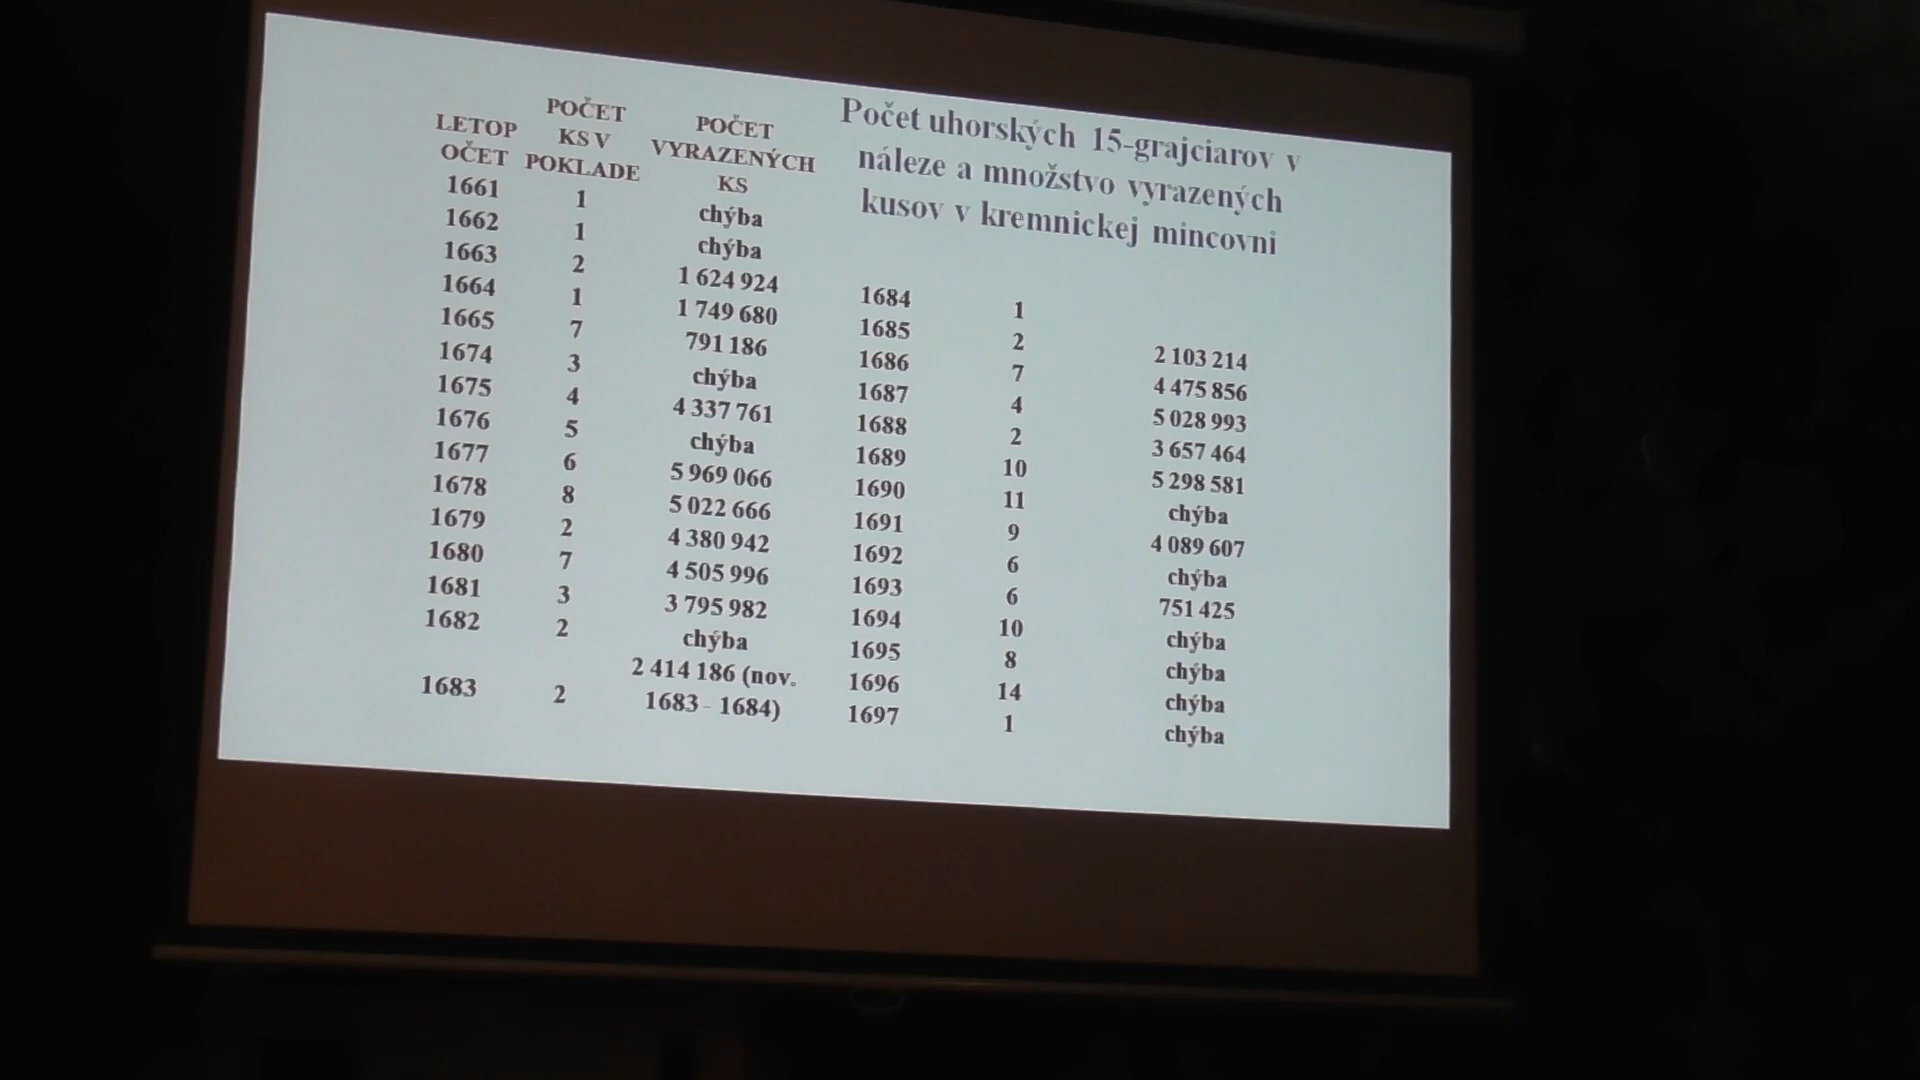 Počet uhorských 15-grajciarov v
náleze a množstvo vyrazených
kusov v kremnickej mincovni
LETOP
OČET
POČET
KS V
POKLADE
POČET
VYRAZENÝCH
KS
1661 1 chýba
1662 1 chýba
1663 2 1 624 924
1664 1 1 749 680
1665 7 791 186
1674 3 chýba
1675 4 4 337 761
1676 5 chýba
1677 6 5 969 066
1678 8 5 022 666
1679 2 4 380 942
1680 7 4 505 996
1681 3 3 795 982
1682 2 chýba
1683 2 2 414 186 (nov.
1683 – 1684)
1684 1
1685 2 2 103 214
1686 7 4 475 856
1687 4 5 028 993
1688 2 3 657 464
1689 10 5 298 581
1690 11 chýba
1691 9 4 089 607
1692 6 chýba
1693 6 751 425
1694 10 chýba
1695 8 chýba
1696 14 chýba
1697 1 chýba